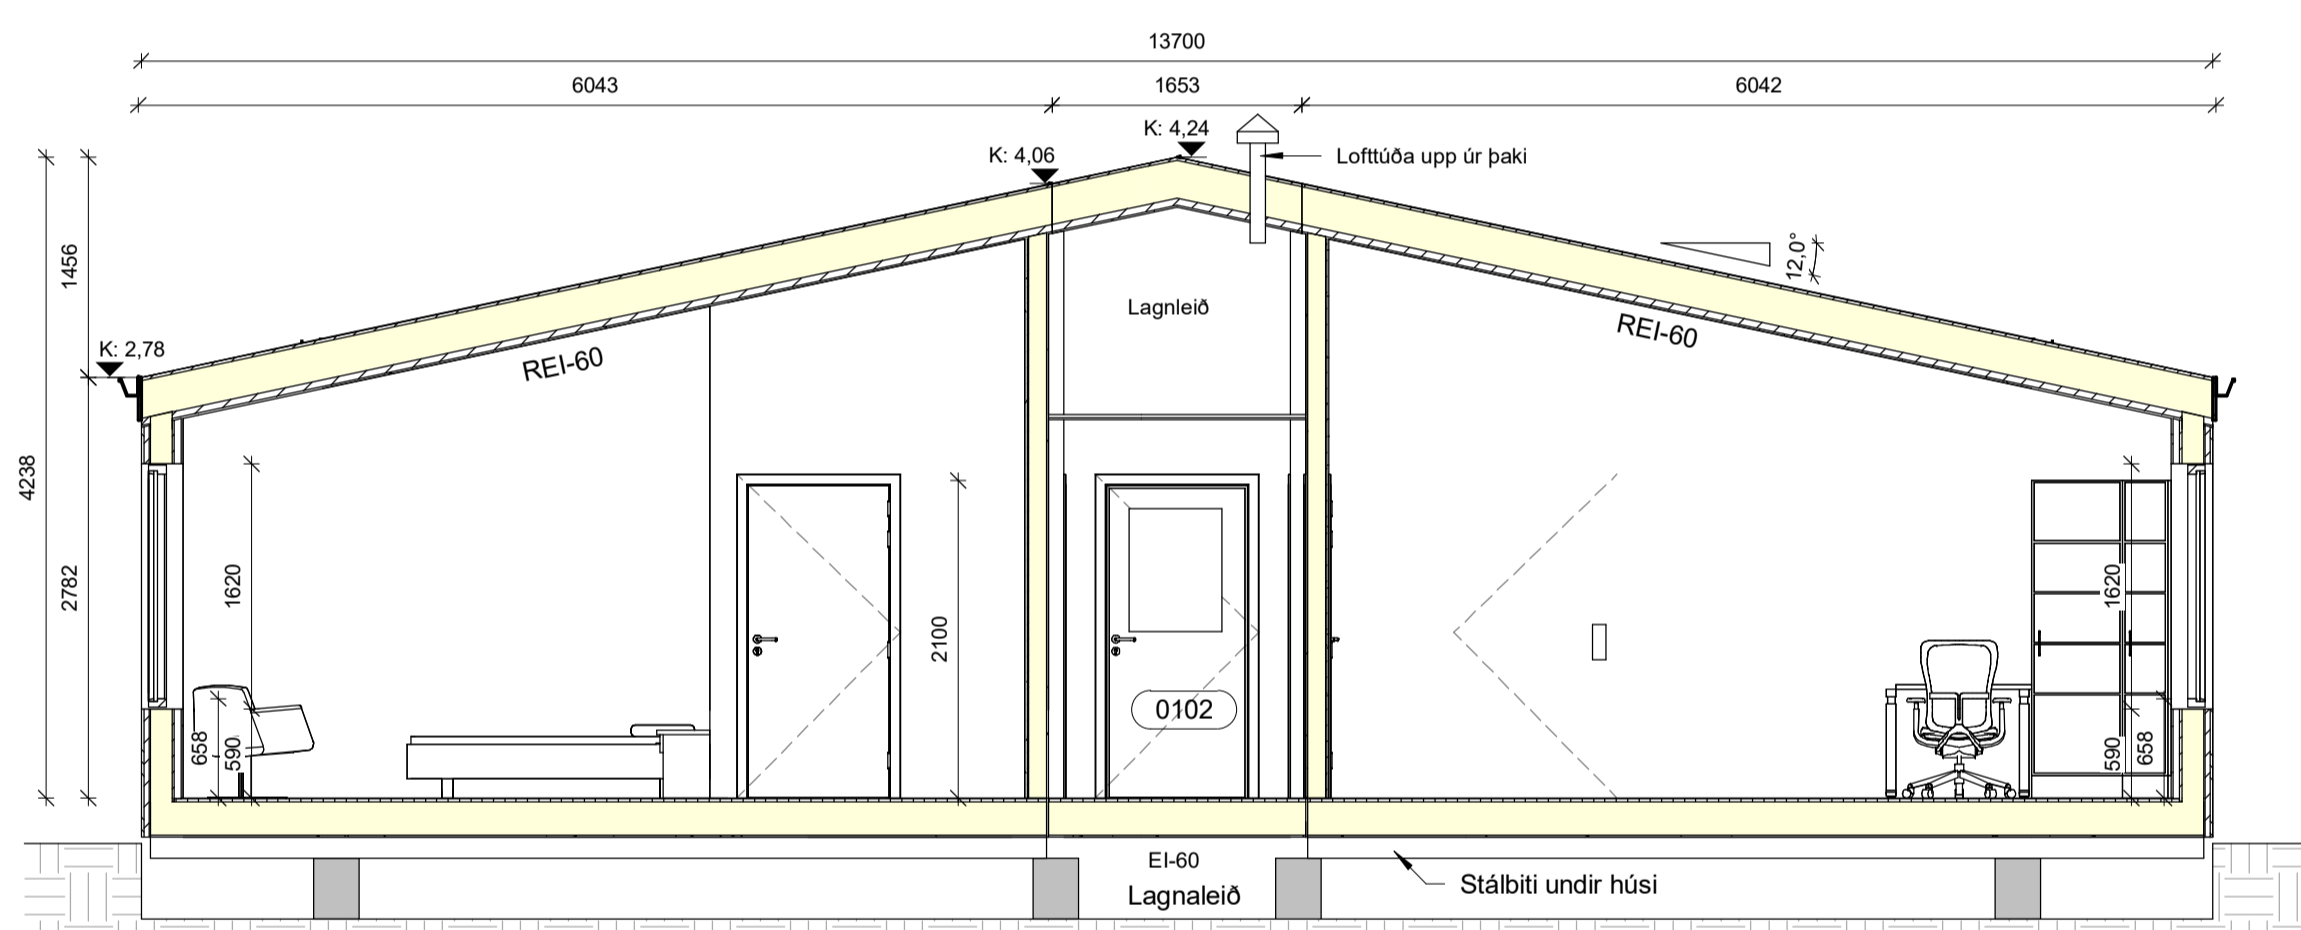 13700
6043
1653
6042
K: 4,24
K: 4,06
Lofttúða upp úr þaki
1456
12,0°
Lagnleið
K: 2,78
REI-60
REI-60
4238
2782
1620
1620
2100
0102
658
590
590
658
EI-60
Lagnaleið
Stálbiti undir húsi